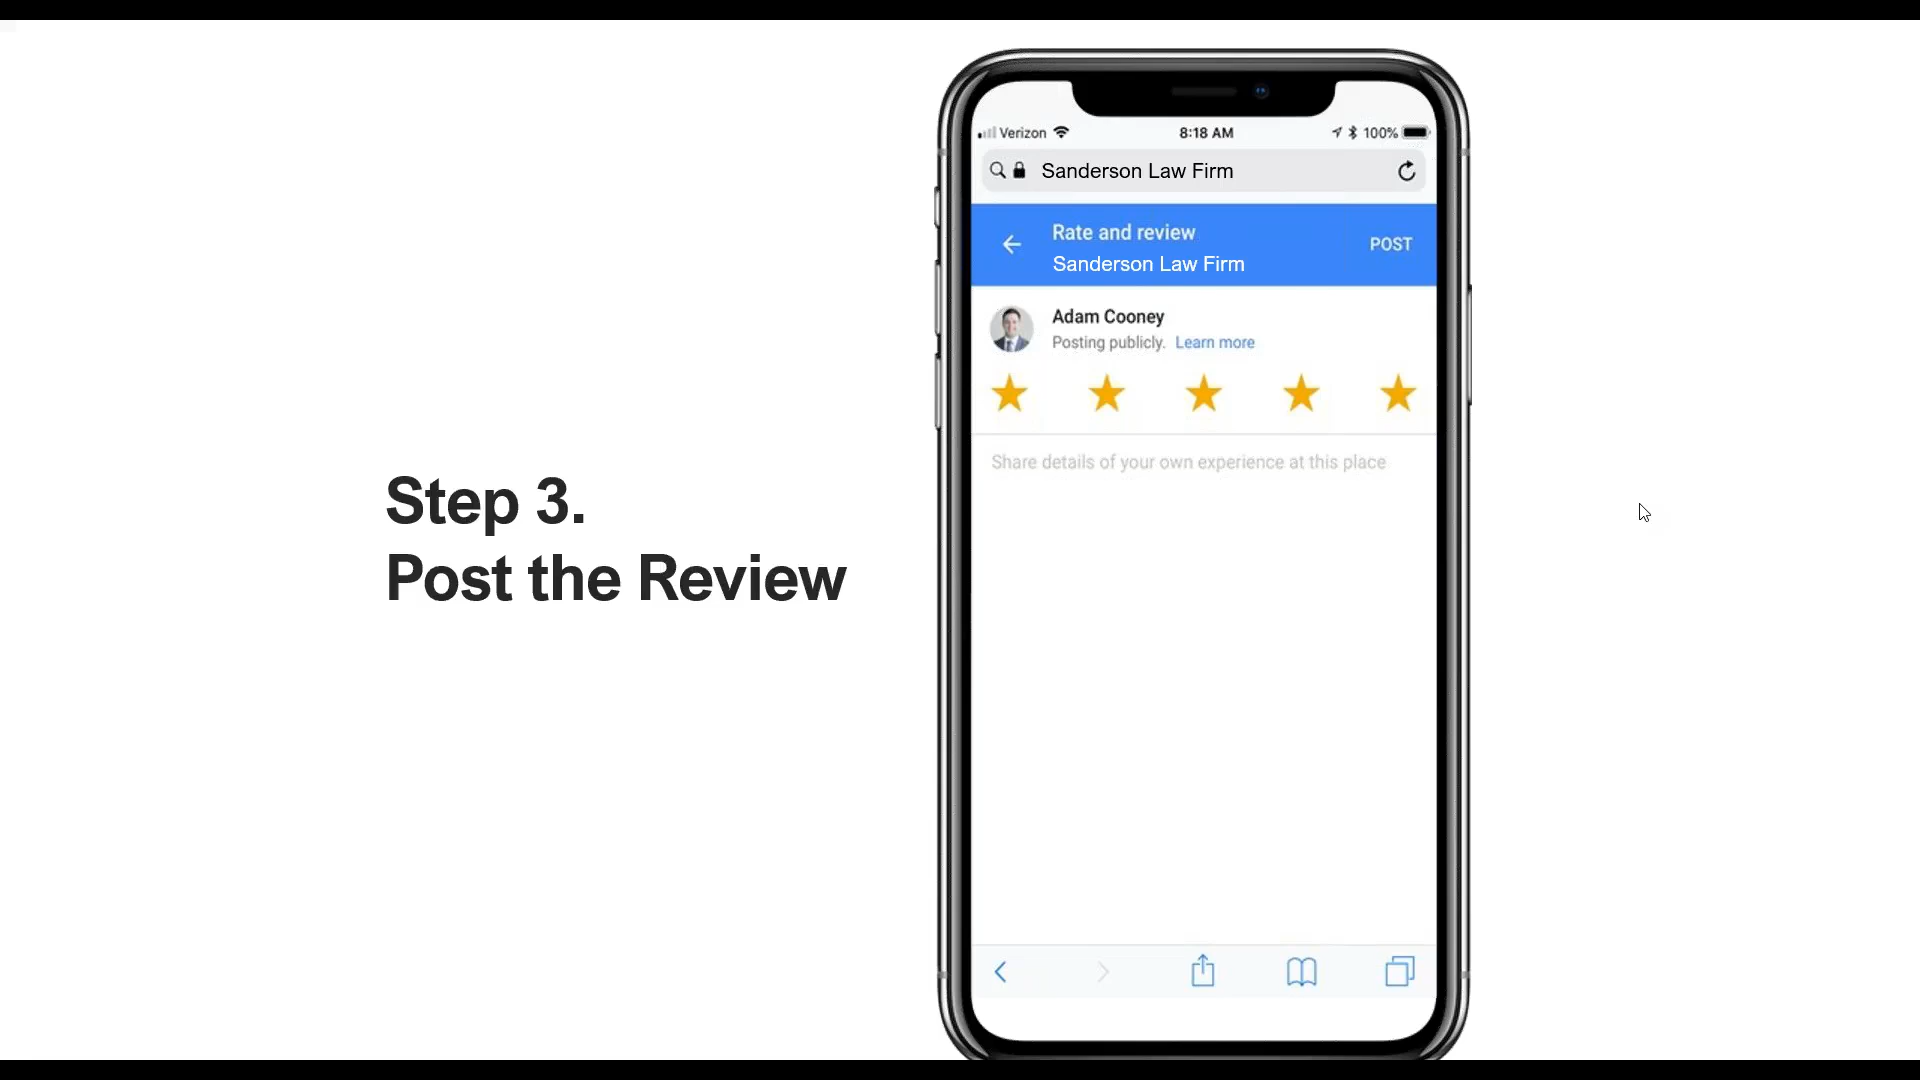 Step 3.
Post the Review
Verizon
8:18 AM
100%
Sanderson Law Firm
Rate and review
Sanderson Law Firm
POST
Adam Cooney
Posting publicly. Learn more
Share details of your own experience at this place